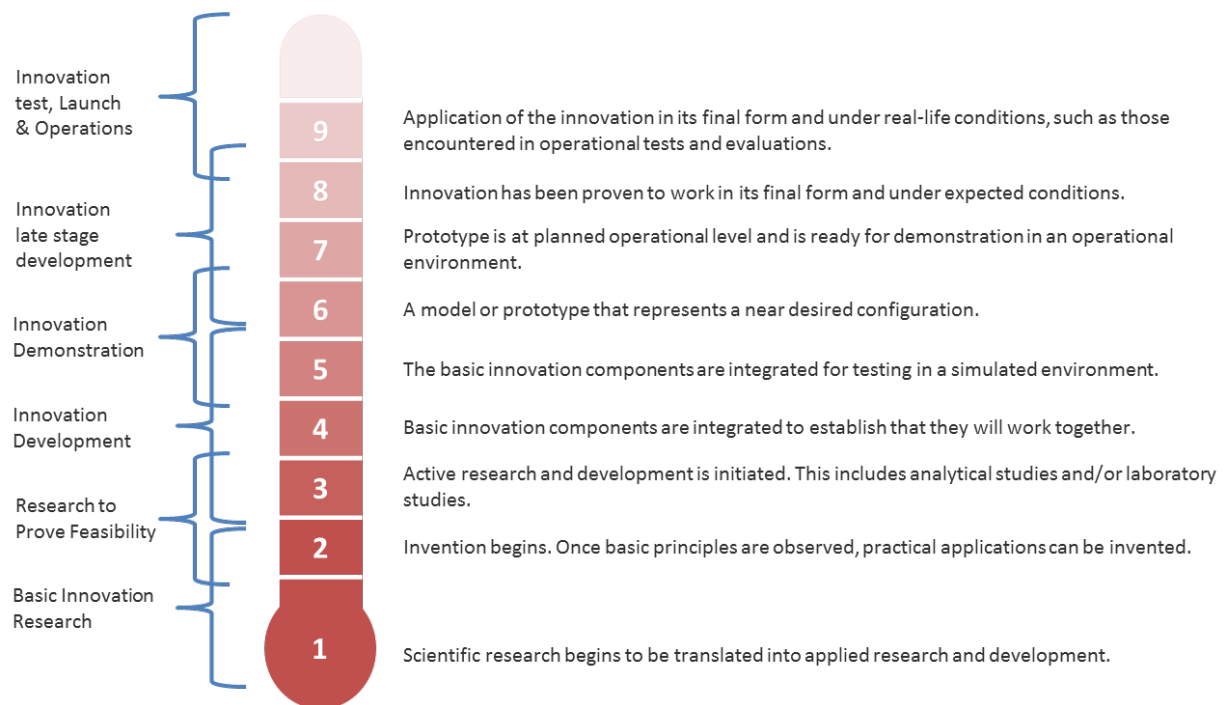 Innovation
test, Launch
& Operations
9
Application of the innovation in its final form and under real-life conditions, such as those
encountered in operational tests and evaluations.
8
Innovation has been proven to work in its final form and under expected conditions.
Innovation
late stage
development
7
Prototype is at planned operational level and is ready for demonstration in an operational
environment.
6
A model or prototype that represents a near desired configuration.
Innovation
Demonstration
5
The basic innovation components are integrated for testing in a simulated environment.
Innovation
Development
4
Basic innovation components are integrated to establish that they will work together.
3
Active research and development is initiated. This includes analytical studies and/or laboratory
studies.
Research to
Prove Feasibility
2
Invention begins. Once basic principles are observed, practical applications can be invented.
Basic Innovation
Research
1
Scientific research begins to be translated into applied research and development.